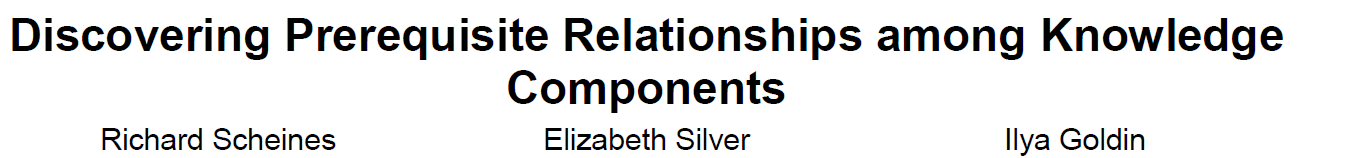 Discovering Prerequisite Relationships among Knowledge
Components
Richard Scheines Elizabeth Silver Ilya Goldin